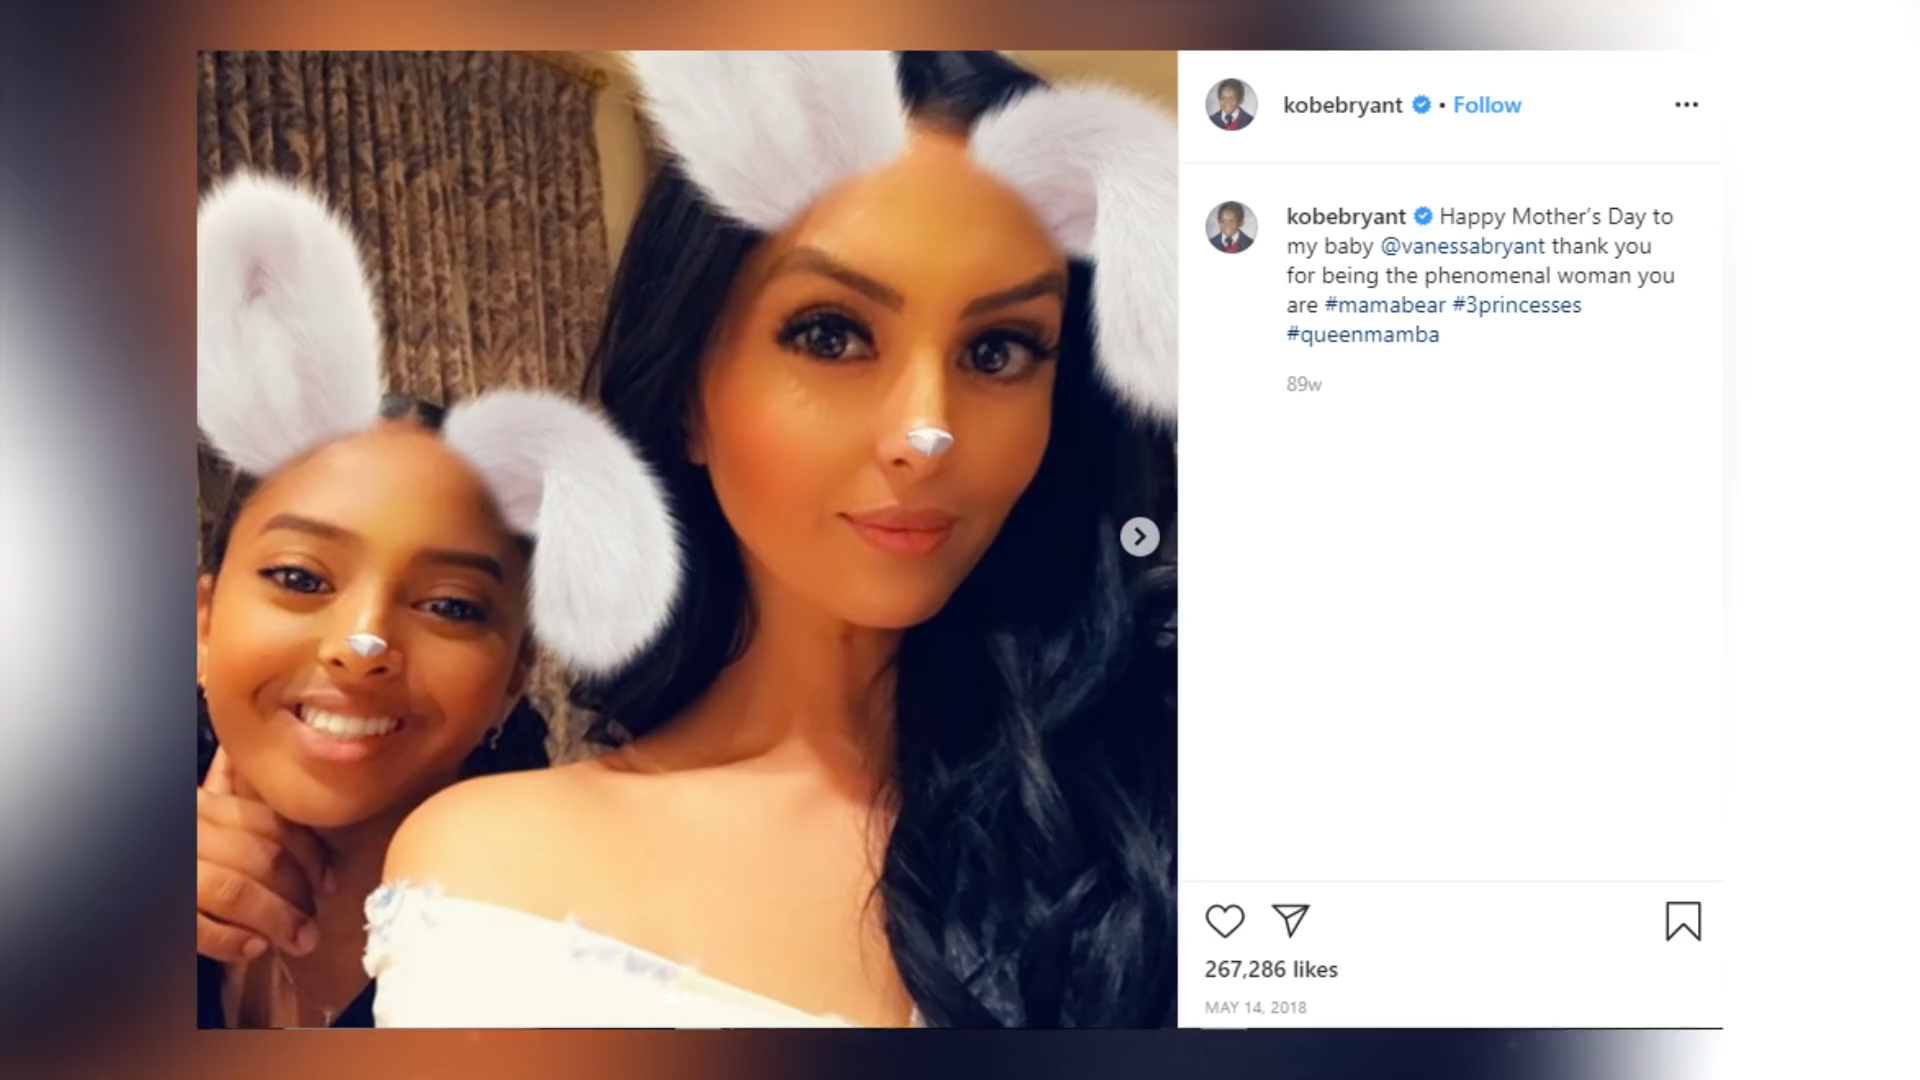 kobebryant • Follow
kobebryant Happy Mother's Day to
my baby @vanessabryant thank you
for being the phenomenal woman you
are #mamabear #3princesses
#queenmamba
89w
267,286 likes
MAY 14, 2018